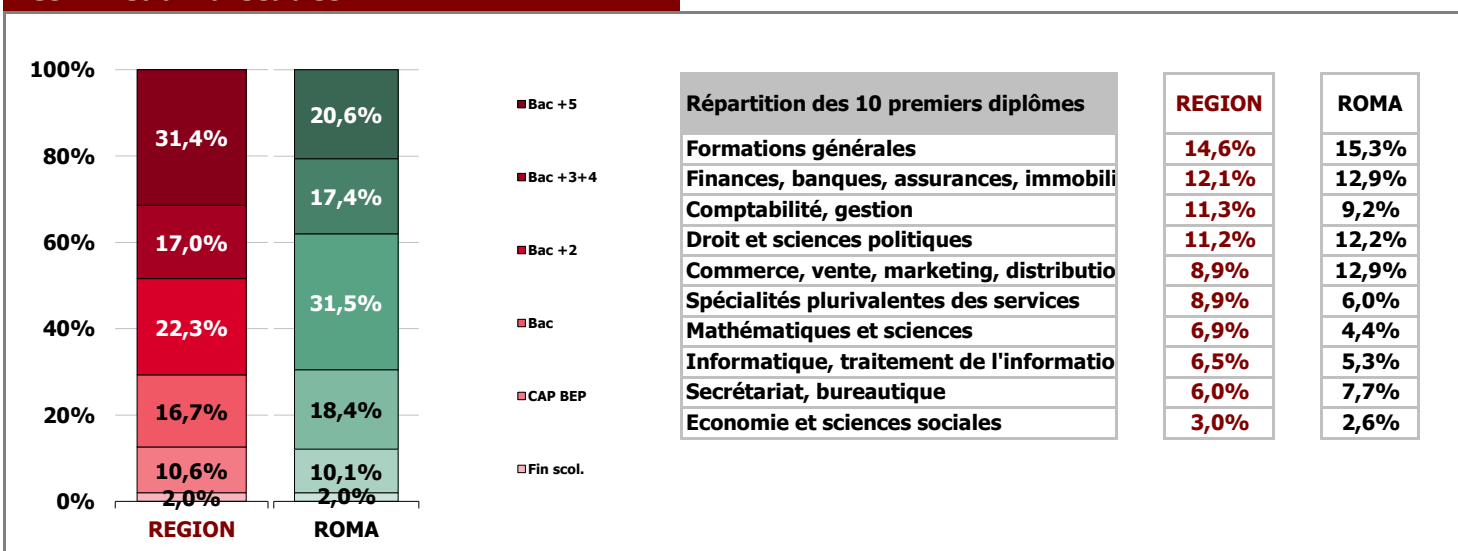 100%
80%
60%
40%
20%
0%
31,4%
17,0%
22,3%
16,7%
10,6%
2,0%
REGION
20,6%
17,4%
31,5%
18,4%
10,1%
2,0%
ROMA
Bac +5
Bac +3+4
Bac +2
Bac
CAP BEP
Fin scol.
Répartition des 10 premiers diplômes REGION ROMA
Formations générales 14,6% 15,3%
Finances, banques, assurances, immobili 12,1% 12,9%
Comptabilité, gestion 11,3% 9,2%
Droit et sciences politiques 11,2% 12,2%
Commerce, vente, marketing, distributio 8,9% 12,9%
Spécialités plurivalentes des services 8,9% 6,0%
Mathématiques et sciences 6,9% 4,4%
Informatique, traitement de l'informatio 6,5% 5,3%
Secrétariat, bureautique 6,0% 7,7%
Economie et sciences sociales 3,0% 2,6%